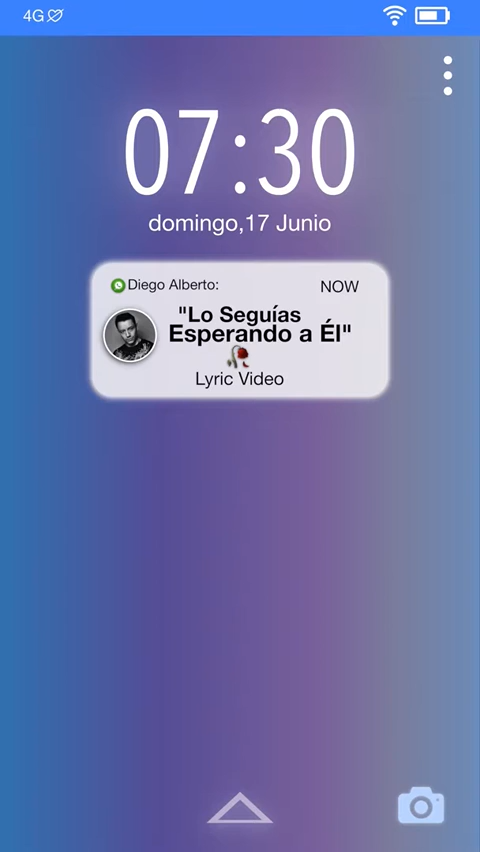 4G
07:30
domingo,17 Junio
Diego Alberto:
NOW
"Lo Seguías
Esperando a Él"
Lyric Video